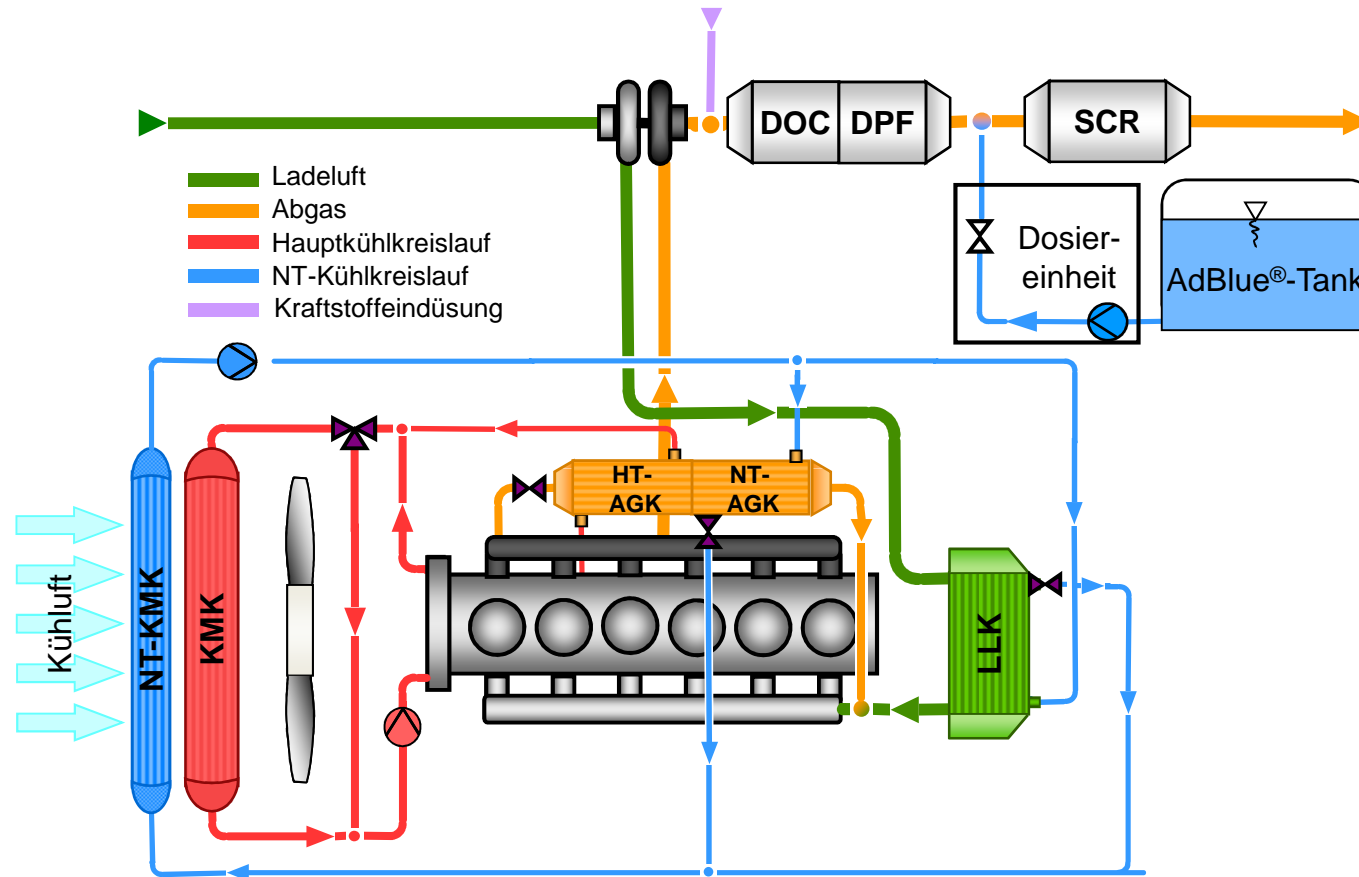 DOC
DPF
SCR
Ladeluft
Abgas
Hauptkühlkreislauf
NT-Kühlkreislauf
Kraftstoffeindüsung
Dosier-
einheit
AdBlue®-Tank
HT-
AGK
NT-
AGK
Kühlluft
NT-KMK
KMK
LLK